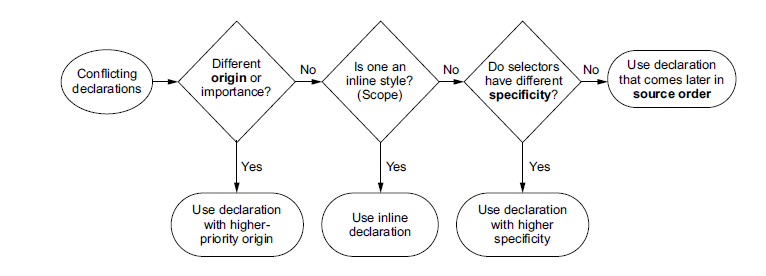 Conflicting
declarations
Different
origin or
importance?
No
Is one an
inline style?
(Scope)
No
Do selectors
have different
specificity?
No
Use declaration
that comes later in
source order
Yes
Yes
Yes
Use declaration
with higher-
priority origin
Use inline
declaration
Use declaration
with higher
specificity